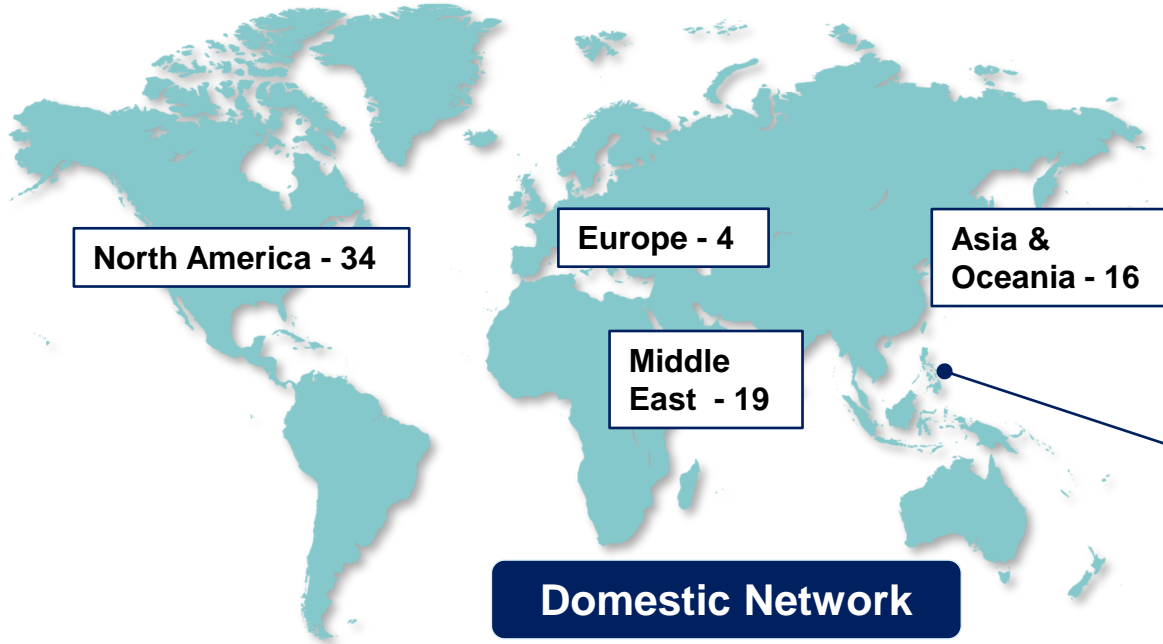 North America - 34
Europe - 4
Asia &
Oceania - 16
Middle
East - 19
Domestic Network